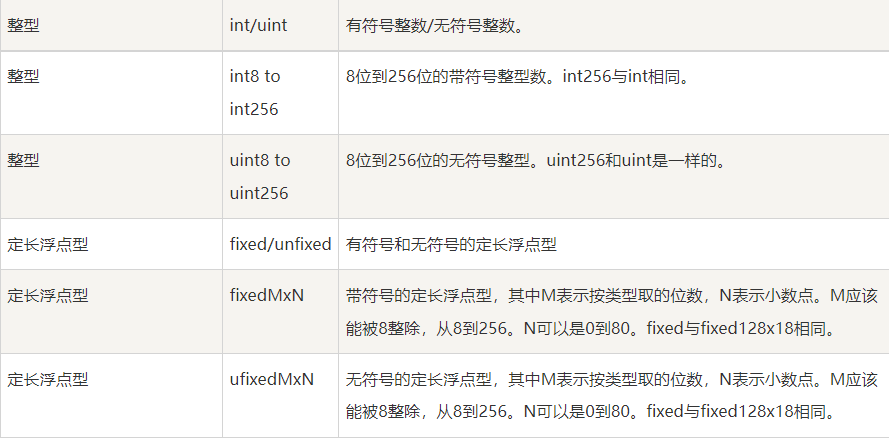 整型 int/uint 有符号整数/无符号整数。
整型 int8 to 8位到256位的带符号整型数。int256与int相同。
int256
整型 uint8 to 8位到256位的无符号整型。uint256和uint是一样的。
uint256
定长浮点型 fixed/unfixed 有符号和无符号的定长浮点型
定长浮点型 fixedMxN 带符号的定长浮点型，其中M表示按类型取的位数，N表示小数点。M应该
能被8整除，从8到256。N可以是0到80。fixed与fixed128x18相同。
定长浮点型 ufixedMxN 无符号的定长浮点型，其中M表示按类型取的位数，N表示小数点。M应该
能被8整除，从8到256。N可以是0到80。fixed与fixed128x18相同。